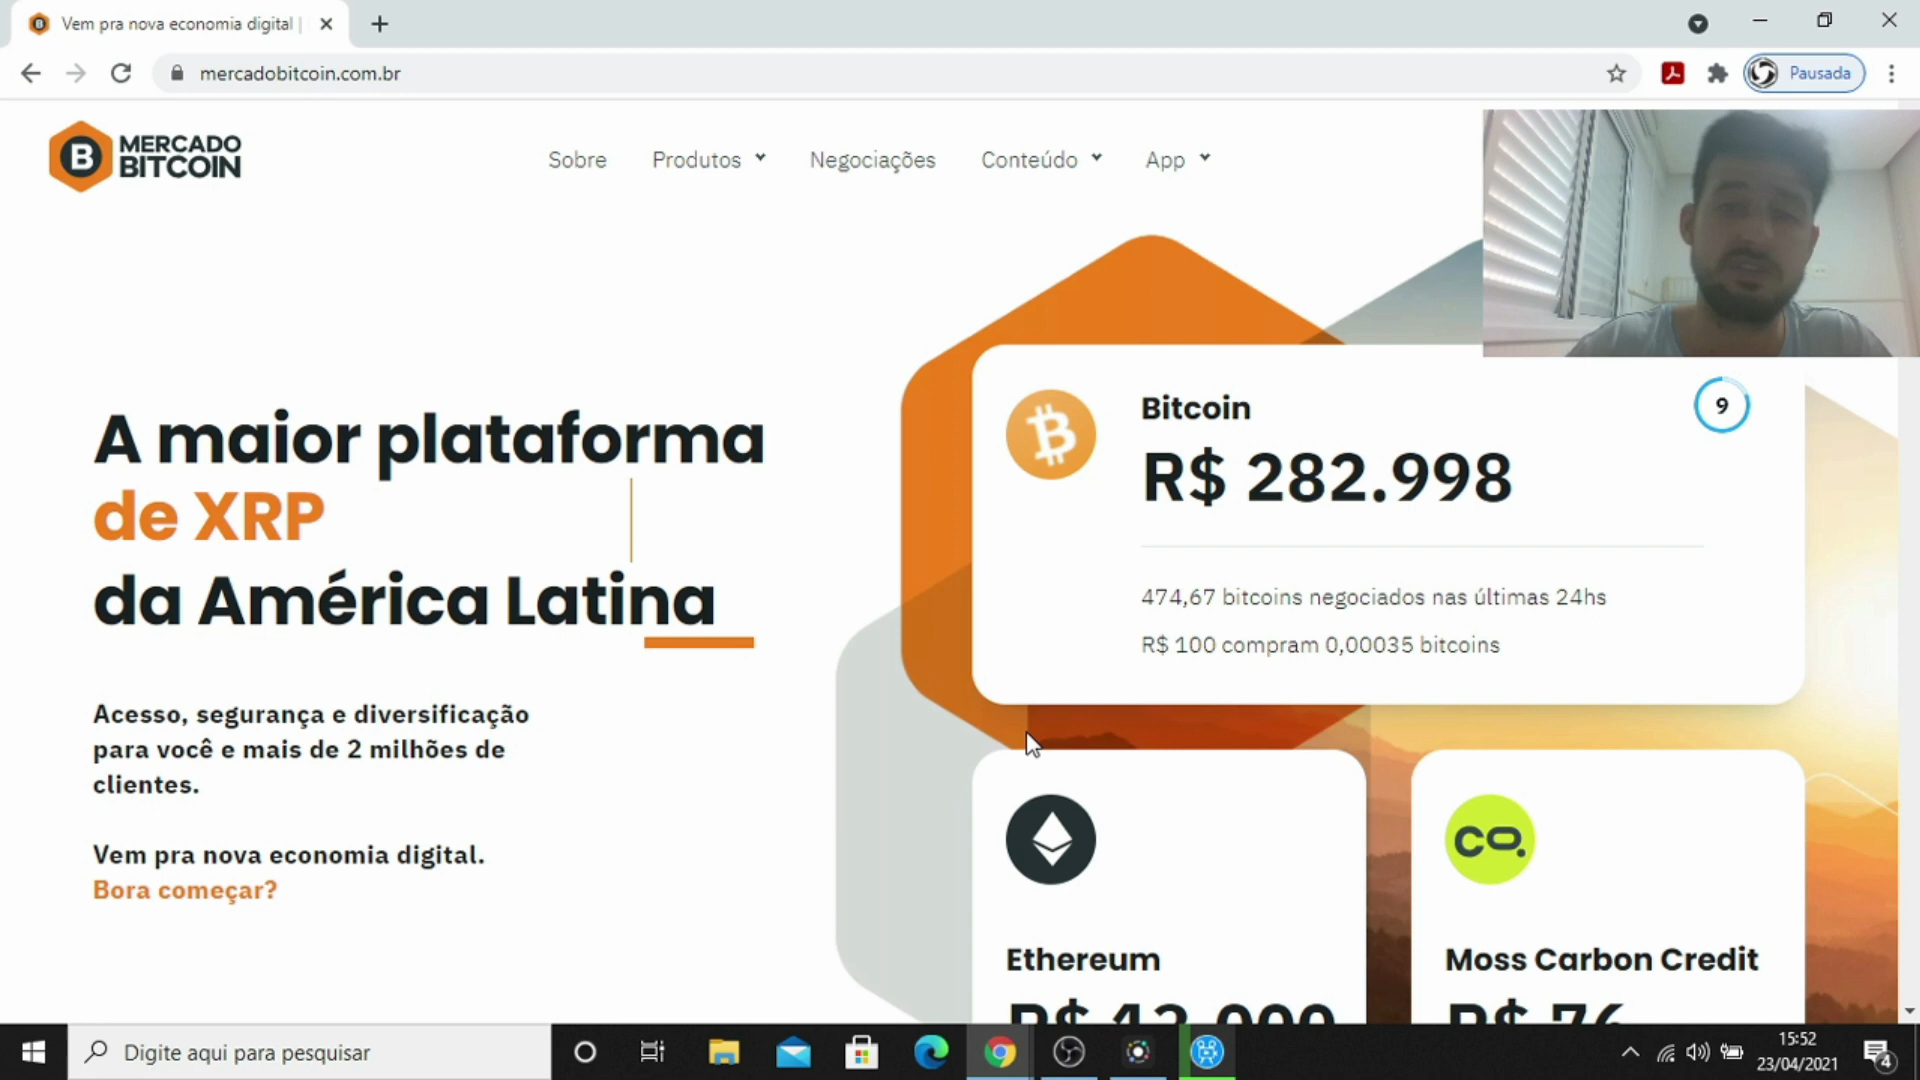 Vem pra nova economia digital |
mercadobitcoin.com.br
Pausada
MERCADO
BITCOIN
Sobre
Produtos
Negociações
Conteúdo
App
A maior plataforma
de XRP
da América Latina
Acesso, segurança e diversificação
para você e mais de 2 milhões de
clientes.
Vem pra nova economia digital.
Bora começar?
Bitcoin
9
R$ 282.998
474,67 bitcoins negociados nas últimas 24hs
R$ 100 compram 0,00035 bitcoins
Ethereum
CO.
Moss Carbon Credit
R$ 76
Digite aqui para pesquisar
15:52
23/04/2021
4